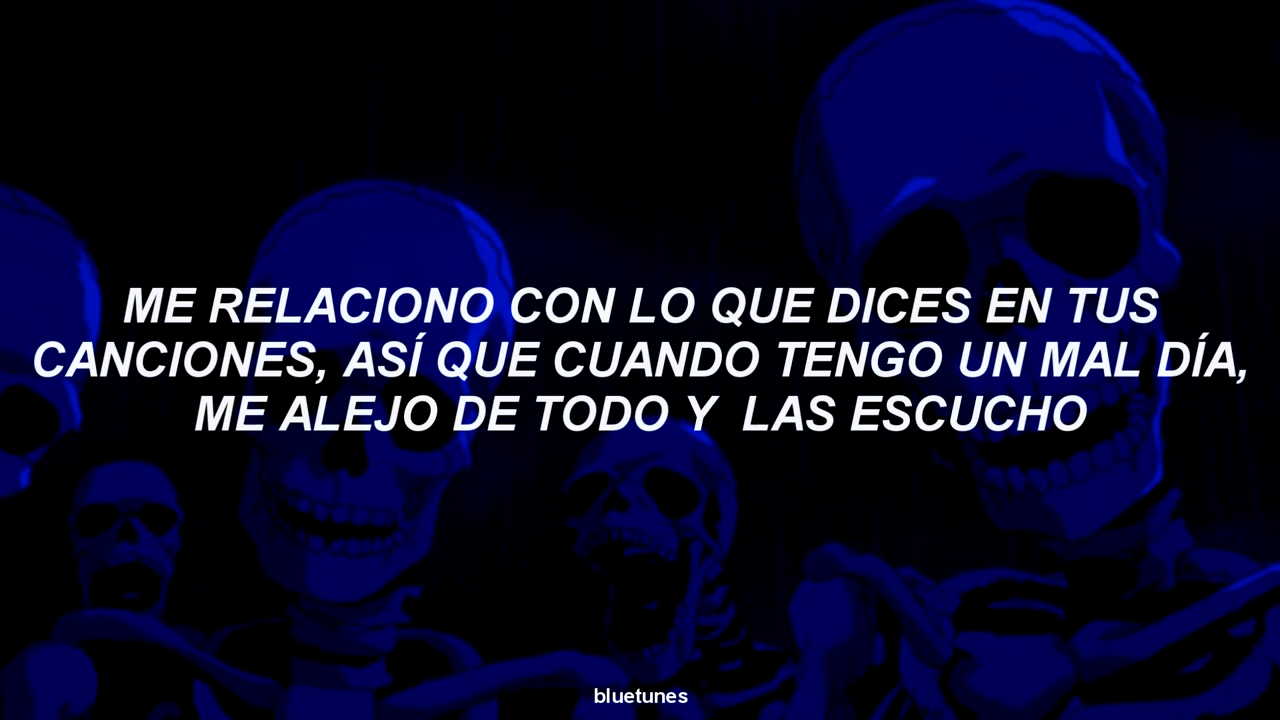 ME RELACIONO CON LO QUE DICES EN TUS
CANCIONES, ASÍ QUE CUANDO TENGO UN MAL DÍA,
ME ALEJO DE TODO Y  LAS ESCUCHO
bluetunes